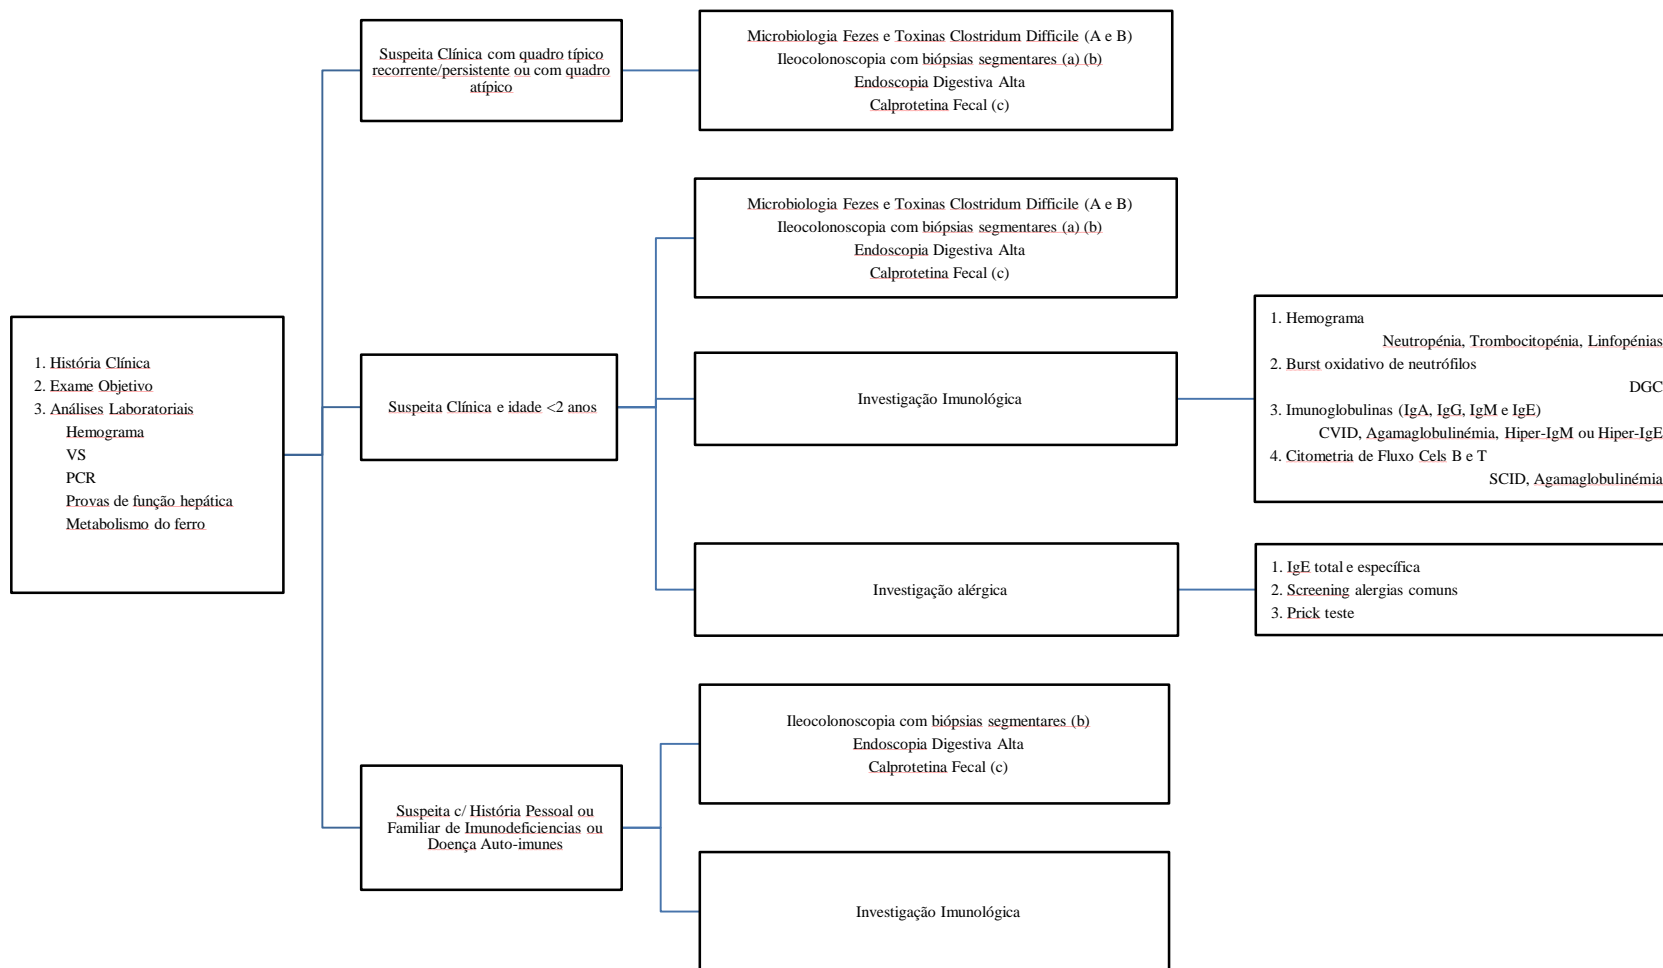 Suspeita Clínica com quadro típico
recorrente/persistente ou com quadro
atípico
Microbiologia Fezes e Toxinas Clostridum Difficile (A e B)
Ileocolonoscopia com biópsias segmentares (a) (b)
Endoscopia Digestiva Alta
Calprotetina Fecal (c)
Microbiologia Fezes e Toxinas Clostridum Difficile (A e B)
Ileocolonoscopia com biópsias segmentares (a) (b)
Endoscopia Digestiva Alta
Calprotetina Fecal (c)
1. História Clínica
2. Exame Objetivo
3. Análises Laboratoriais
Hemograma
VS
PCR
Provas de função hepática
Metabolismo do ferro
Suspeita Clínica e idade <2 anos
Investigação Imunológica
1. Hemograma
Neutropénia, Trombocitopénia, Linfopénias
2. Burst oxidativo de neutrófilos
DGC
3. Imunoglobulinas (IgA, IgG, IgM e IgE)
CVID, Agamaglobulinémia, Hiper-IgM ou Hiper-IgE
4. Citometria de Fluxo Cels B e T
SCID, Agamaglobulinémia
Investigação alérgica
1. IgE total e específica
2. Screening alergias comuns
3. Prick teste
Suspeita c/ História Pessoal ou
Familiar de Imunodeficiencias ou
Doença Auto-imunes
Ileocolonoscopia com biópsias segmentares (b)
Endoscopia Digestiva Alta
Calprotetina Fecal (c)
Investigação Imunológica